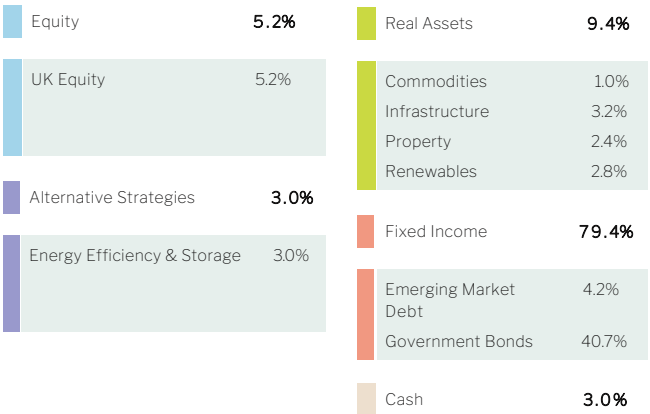 Equity 5.2%
UK Equity 5.2%
Alternative Strategies 3.0%
Energy Efficiency & Storage 3.0%
Real Assets 9.4%
Commodities 1.0%
Infrastructure 3.2%
Property 2.4%
Renewables 2.8%
Fixed Income 79.4%
Emerging Market 4.2%
Debt
Government Bonds 40.7%
Cash 3.0%